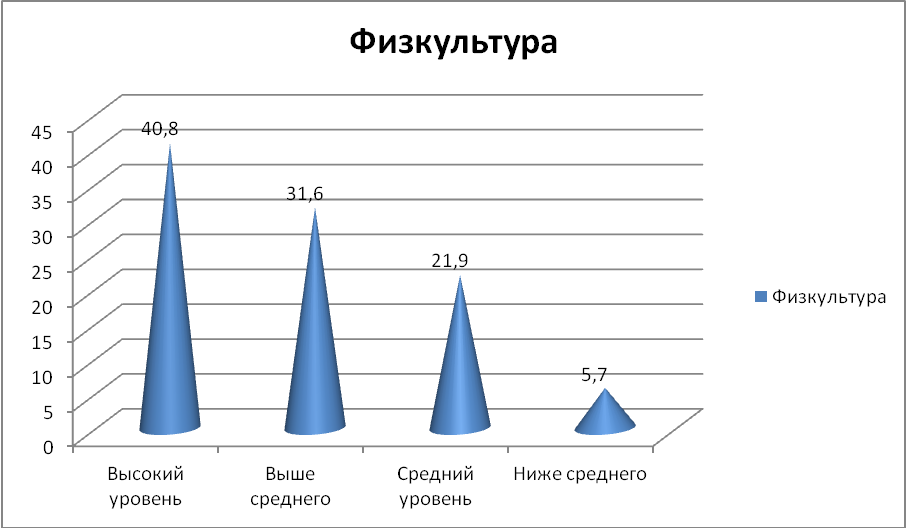 Физкультура
45
40
35
30
25
20
15
10
5
0
40,8
31,6
21,9
5,7
Высокий
уровень
Выше
среднего
Средний
уровень
Ниже среднего
Физкультура